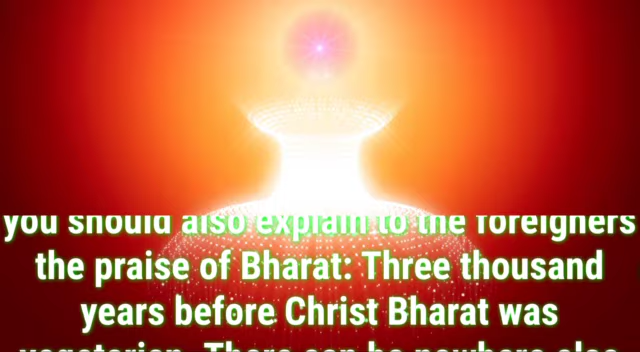 you should also explain to the foreigners
the praise of Bharat: Three thousand
years before Christ Bharat was
vegetarian. There can be nowhere else